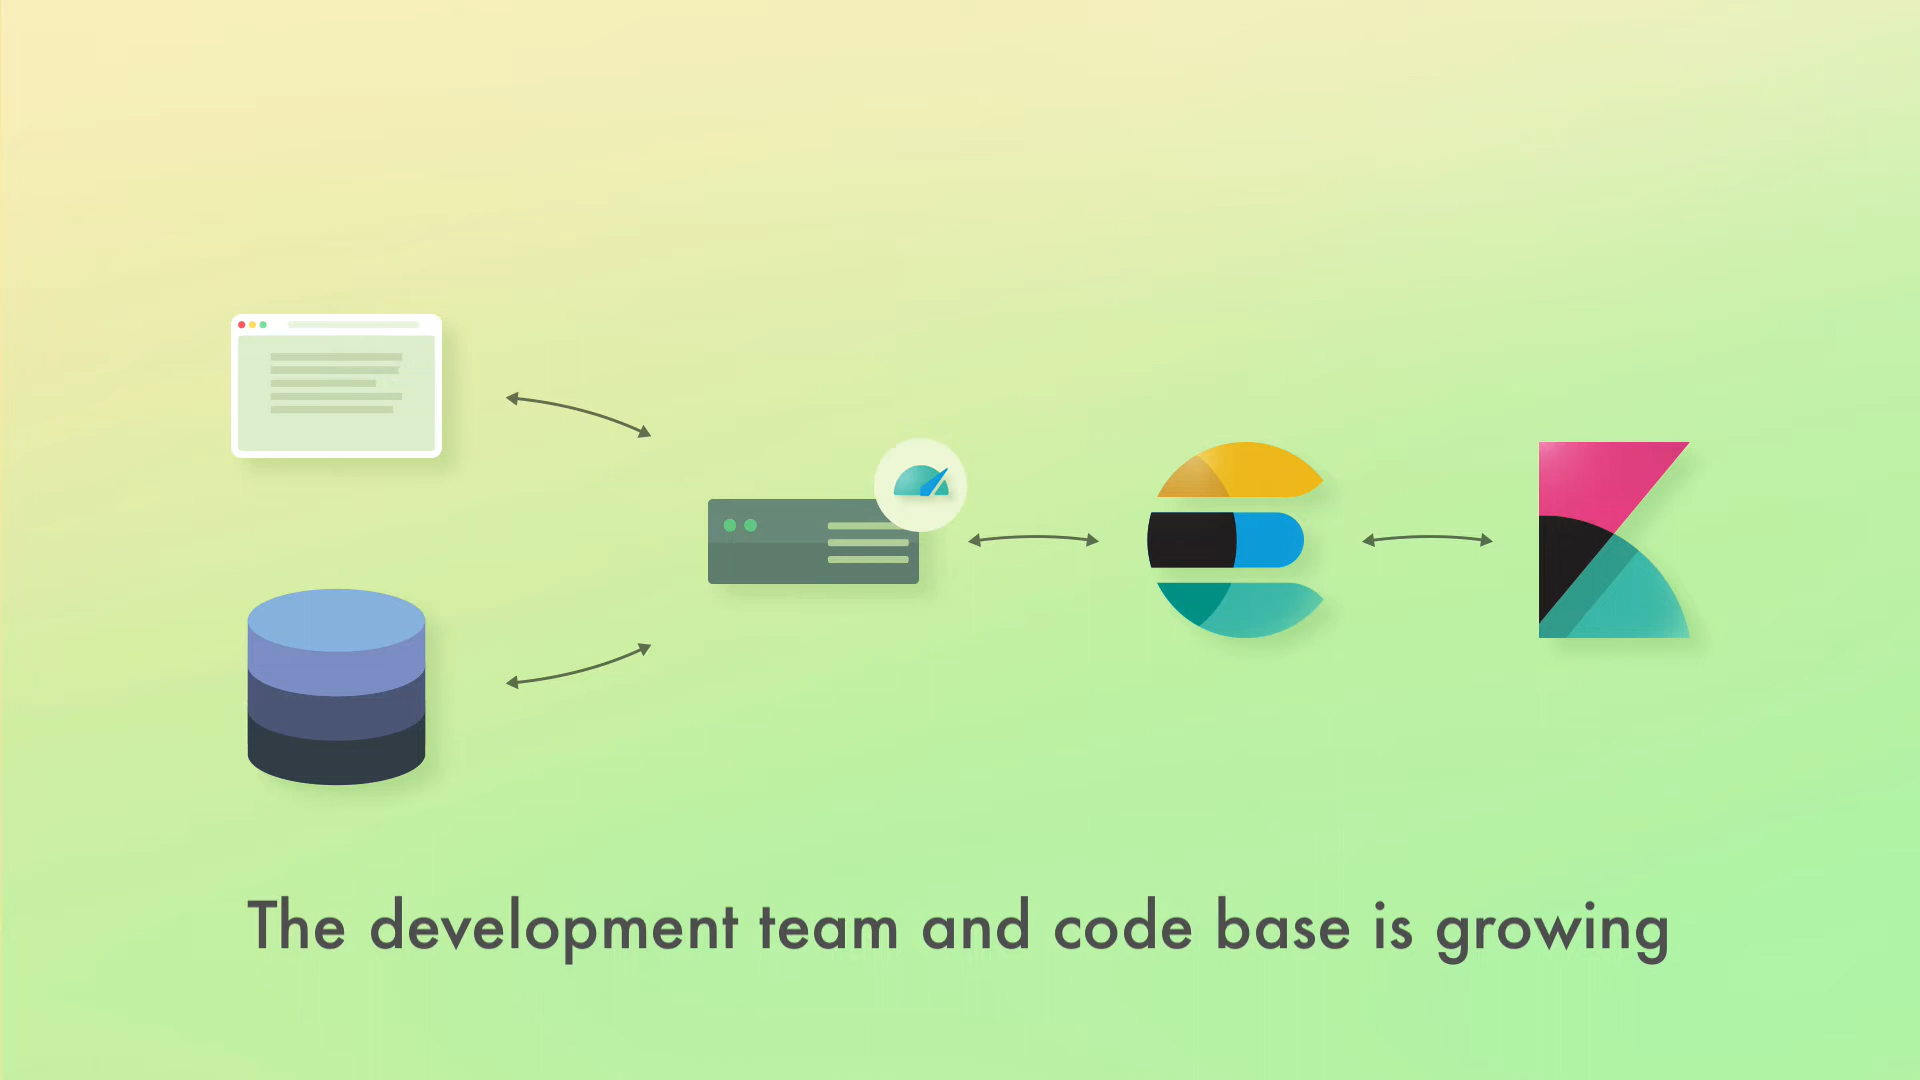 The development team and code base is growing